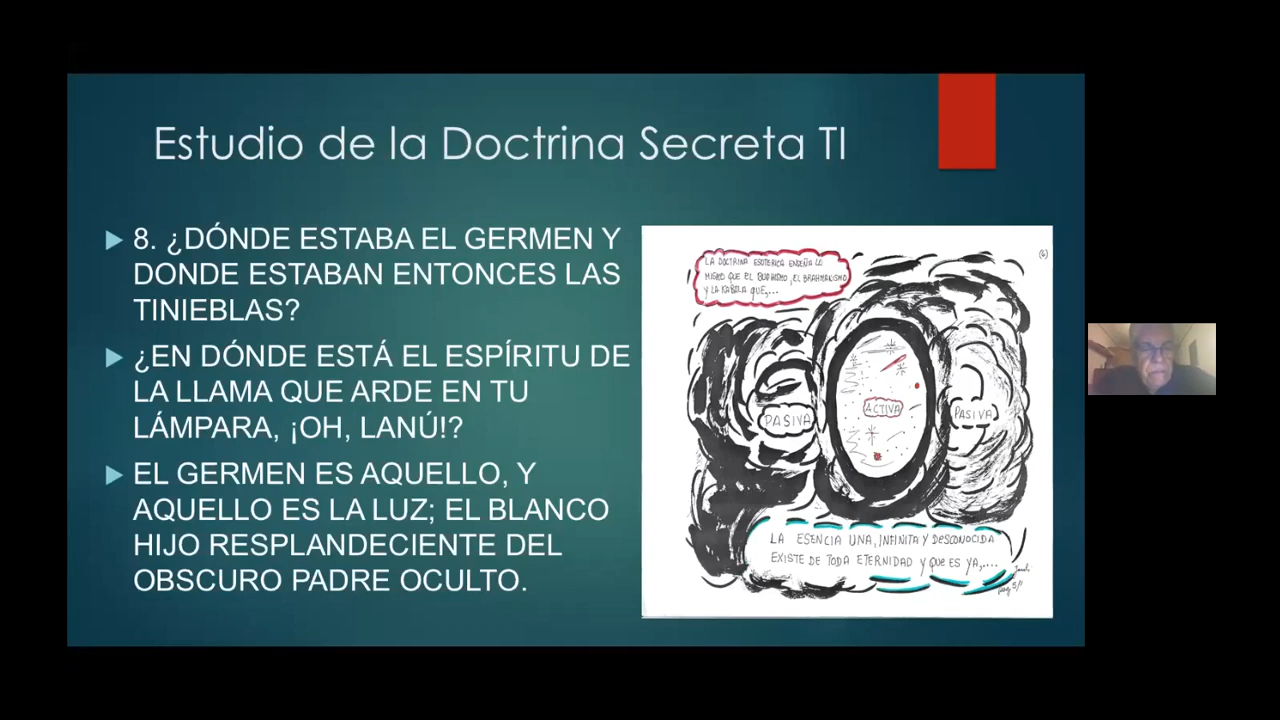 Estudio de la Doctrina Secreta TI
8. ¿DÓNDE ESTABA EL GERMEN Y
DONDE ESTABAN ENTONCES LAS
TINIEBLAS?
¿EN DÓNDE ESTÁ EL ESPÍRITU DE
LA LLAMA QUE ARDE EN TU
LÁMPARA, ¡OH, LANÚ!?
EL GERMEN ES AQUELLO, Y
AQUELLO ES LA LUZ; EL BLANCO
HIJO RESPLANDECIENTE DEL
OBSCURO PADRE OCULTO.
LA DOCTRINA ESOTERICA ENSEÑA LO
MISMO QUE EL BUDHISMO, EL BRAHMANISMO
Y LA KABALA QUE,...
PASIVA
ACTIVA
PASIVA
LA ESENCIA UNA, INFINITA Y DESCONOCIDA
EXISTE DE TODA ETERNIDAD Y QUE ES YA,....